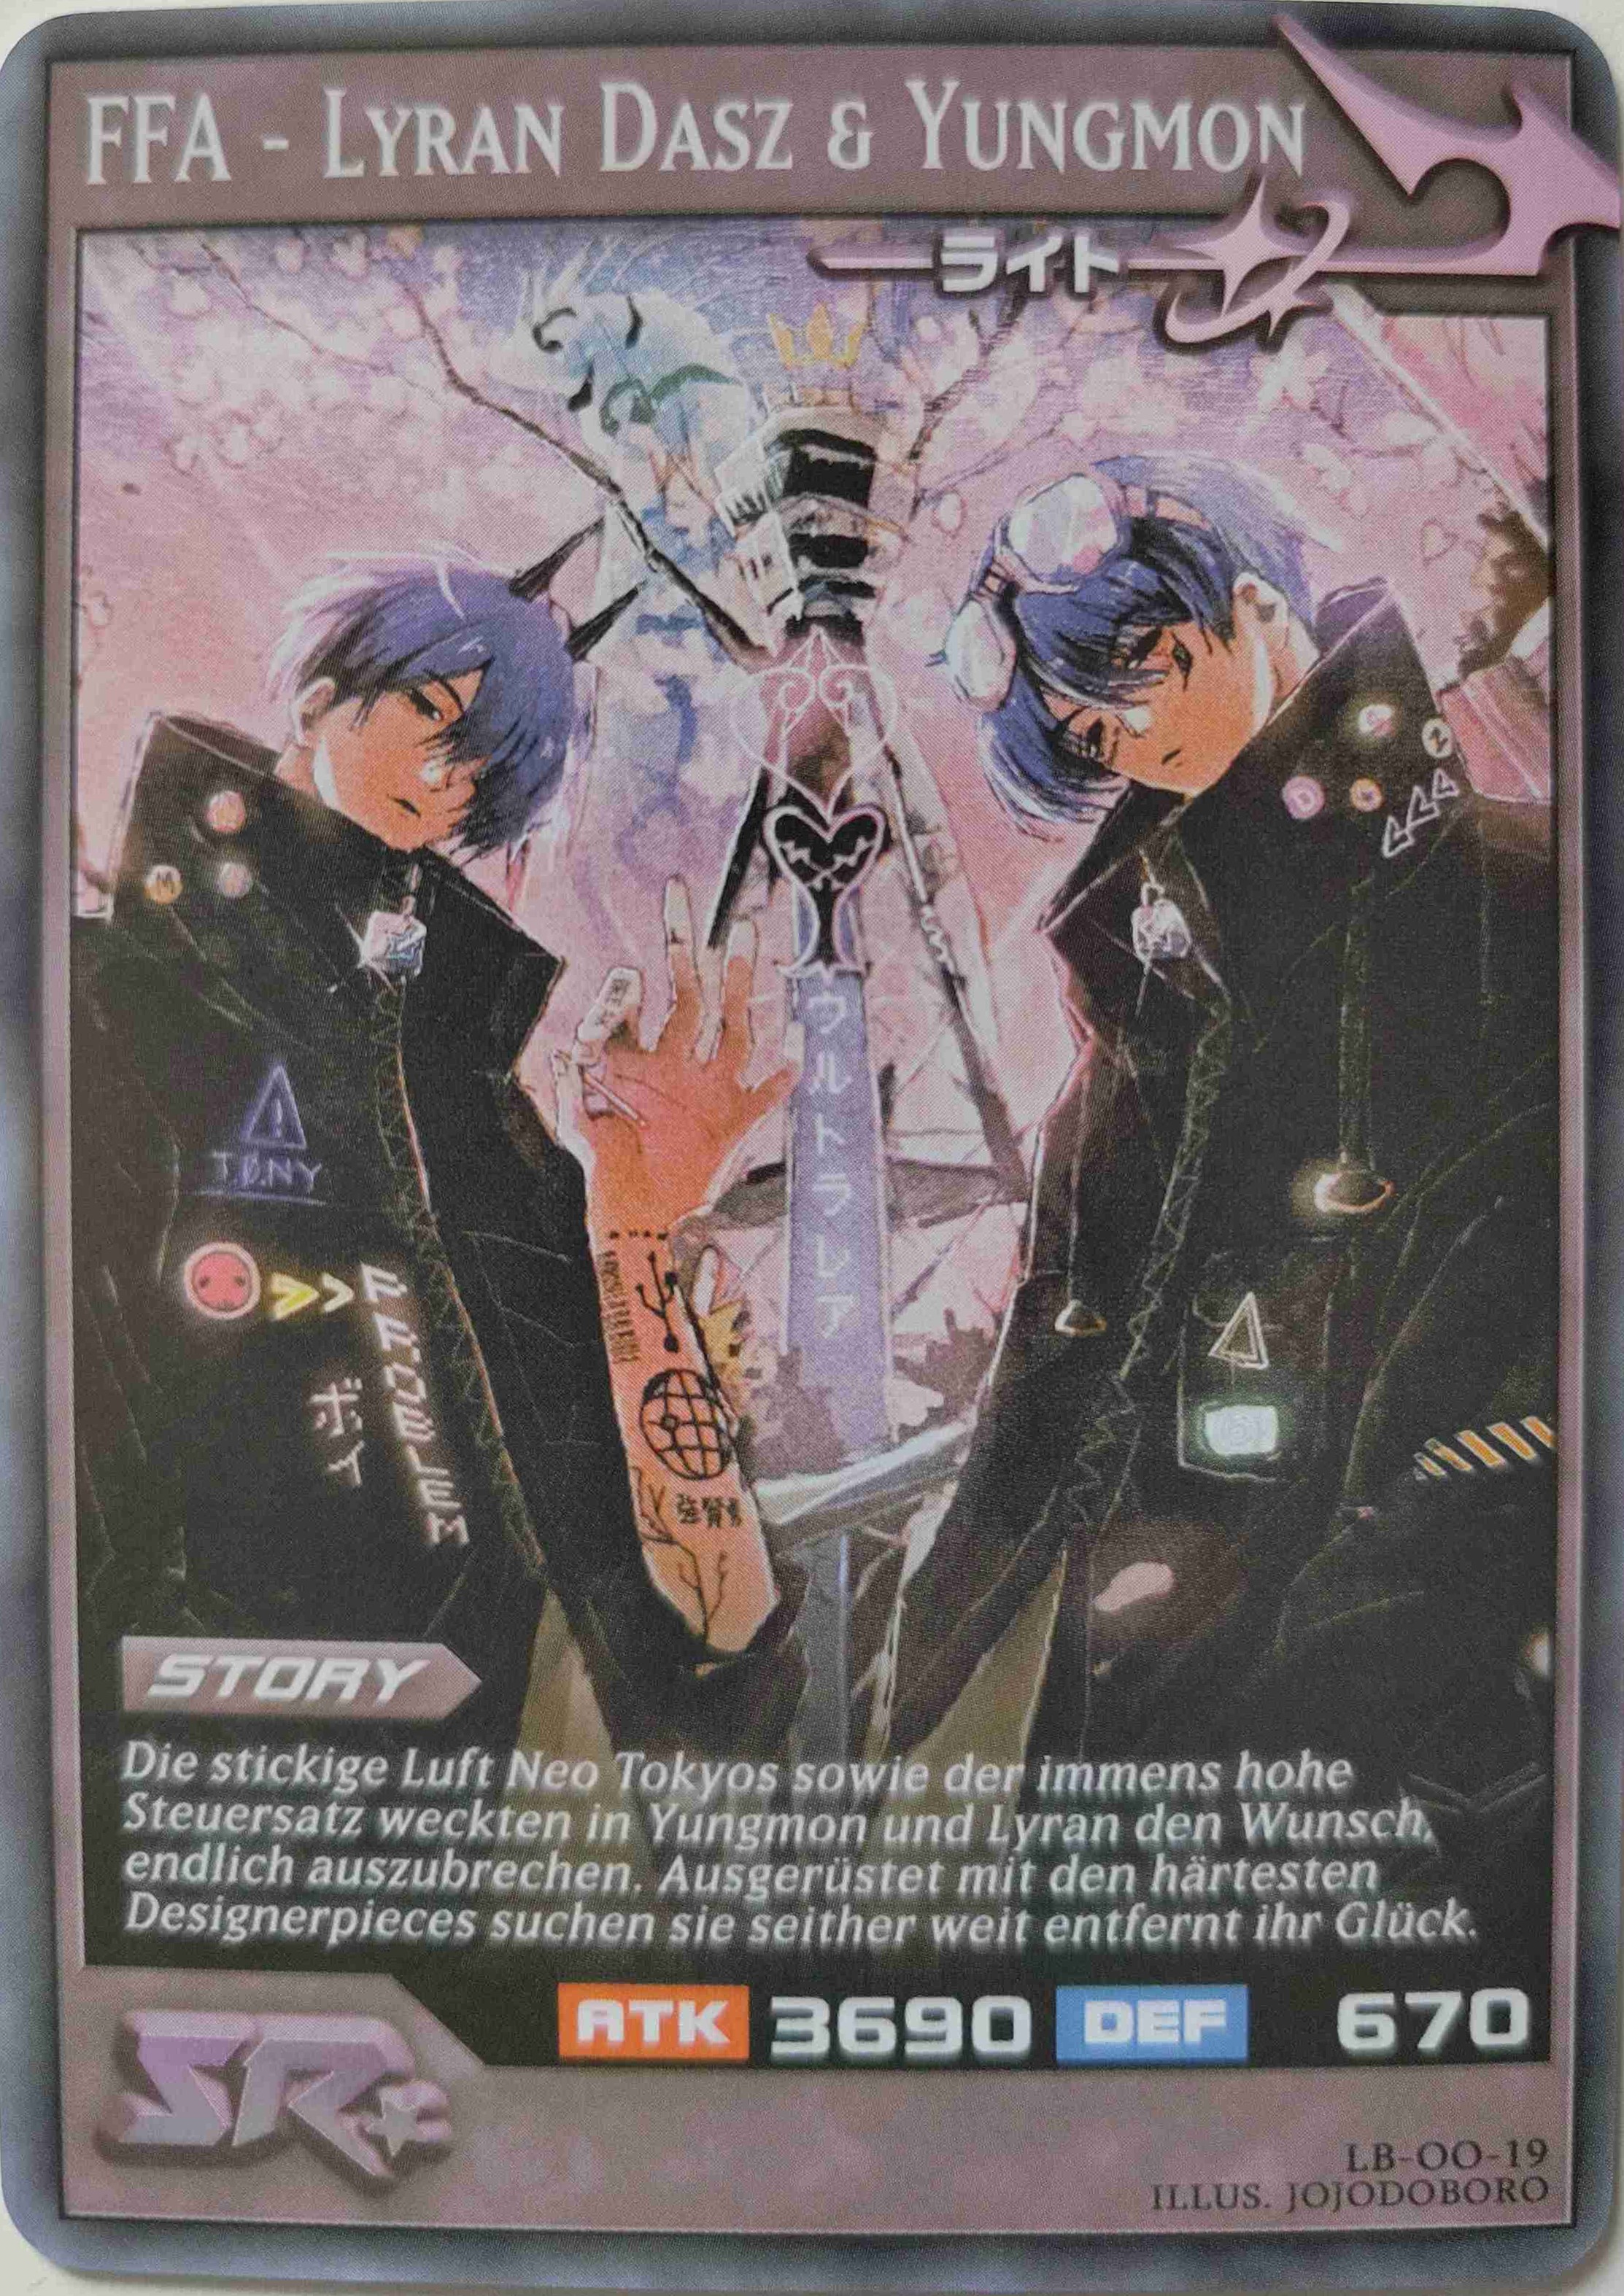 FFA - LYRAN DASZ & YUNGMON
ライト
M
Z
D
T.O.NY
PROUELEM
ボイ
ウルトラレア
STORY
Die stickige Luft Neo Tokyos sowie der immens hohe
Steuersatz weckten in Yungmon und Lyran den Wunsch,
endlich auszubrechen. Ausgerüstet mit den härtesten
Designerpieces suchen sie seither weit entfernt ihr Glück.
ATK 3690 DEF 670
SR
LB-OO-19
ILLUS. JOJODOBORO